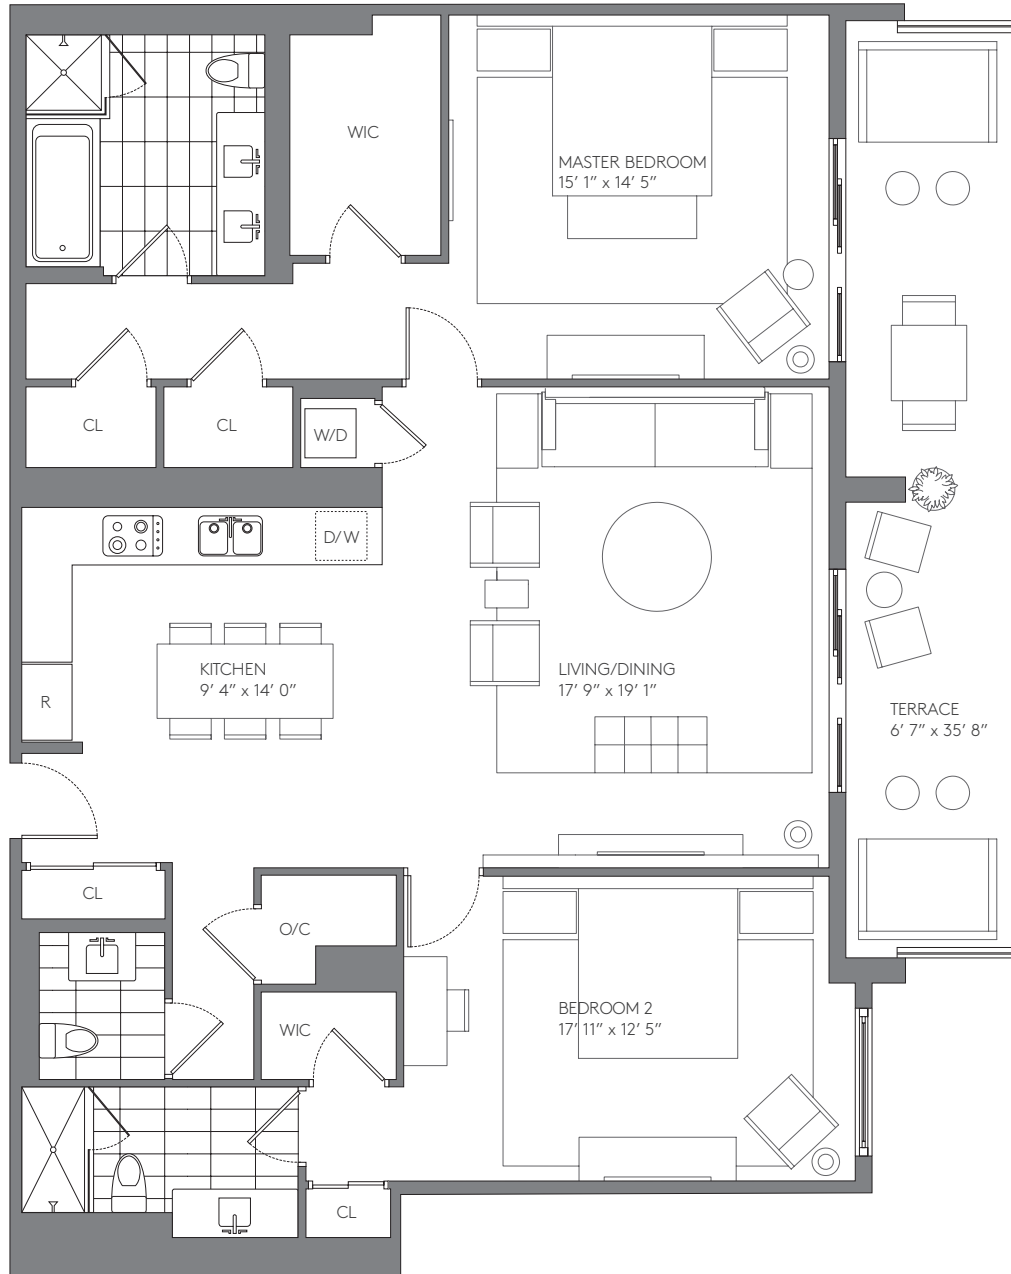 WIC
MASTER BEDROOM
15' 1" x 14' 5"
CL
CL
W/D
D/W
KITCHEN
9' 4" x 14' 0"
R
LIVING/DINING
17' 9" x 19' 1"
TERRACE
6' 7" x 35' 8"
CL
O/C
WIC
BEDROOM 2
17' 11" x 12' 5"
CL